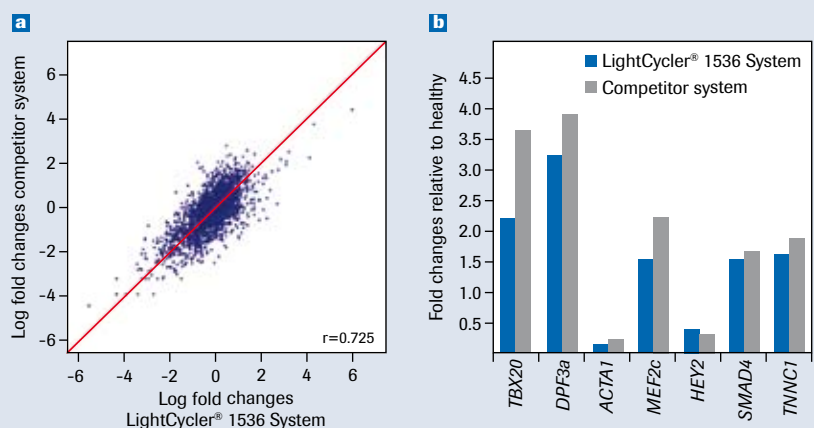 a
Log fold changes competitor system
6
4
2
0
-2
-4
-6
r=0.725
-6 -4 -2 0 2 4 6
Log fold changes
LightCycler® 1536 System
b
Fold changes relative to healthy
LightCycler® 1536 System
Competitor system
4.5
4.0
3.5
3.0
2.5
2.0
1.5
1.0
0.5
TBX20
DPF3a
ACTA1
MEF2c
HEY2
SMAD4
TNNC1